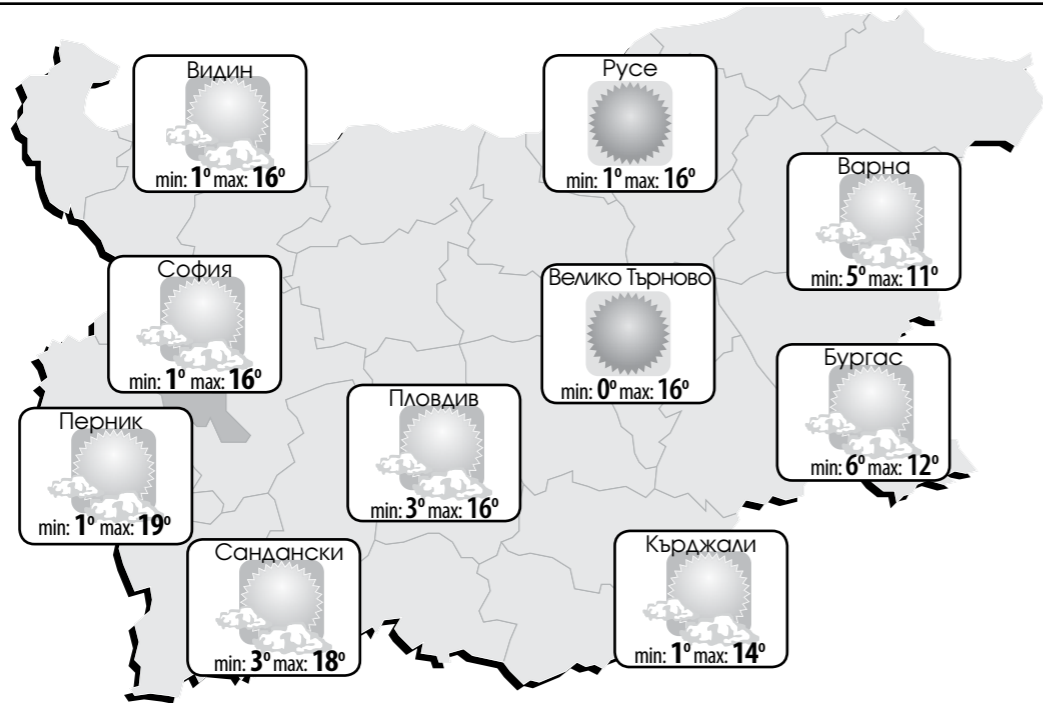 Видин
min: 1° max: 16°
Русе
min: 1° max: 16°
Варна
min: 5° max: 11°
София
min: 1° max: 16°
Велико Търново
min: 0° max: 16°
Бургас
min: 6° max: 12°
Перник
min: 1° max: 19°
Пловдив
min: 3° max: 16°
Сандански
min: 3° max: 18°
Кърджали
min: 1° max: 14°